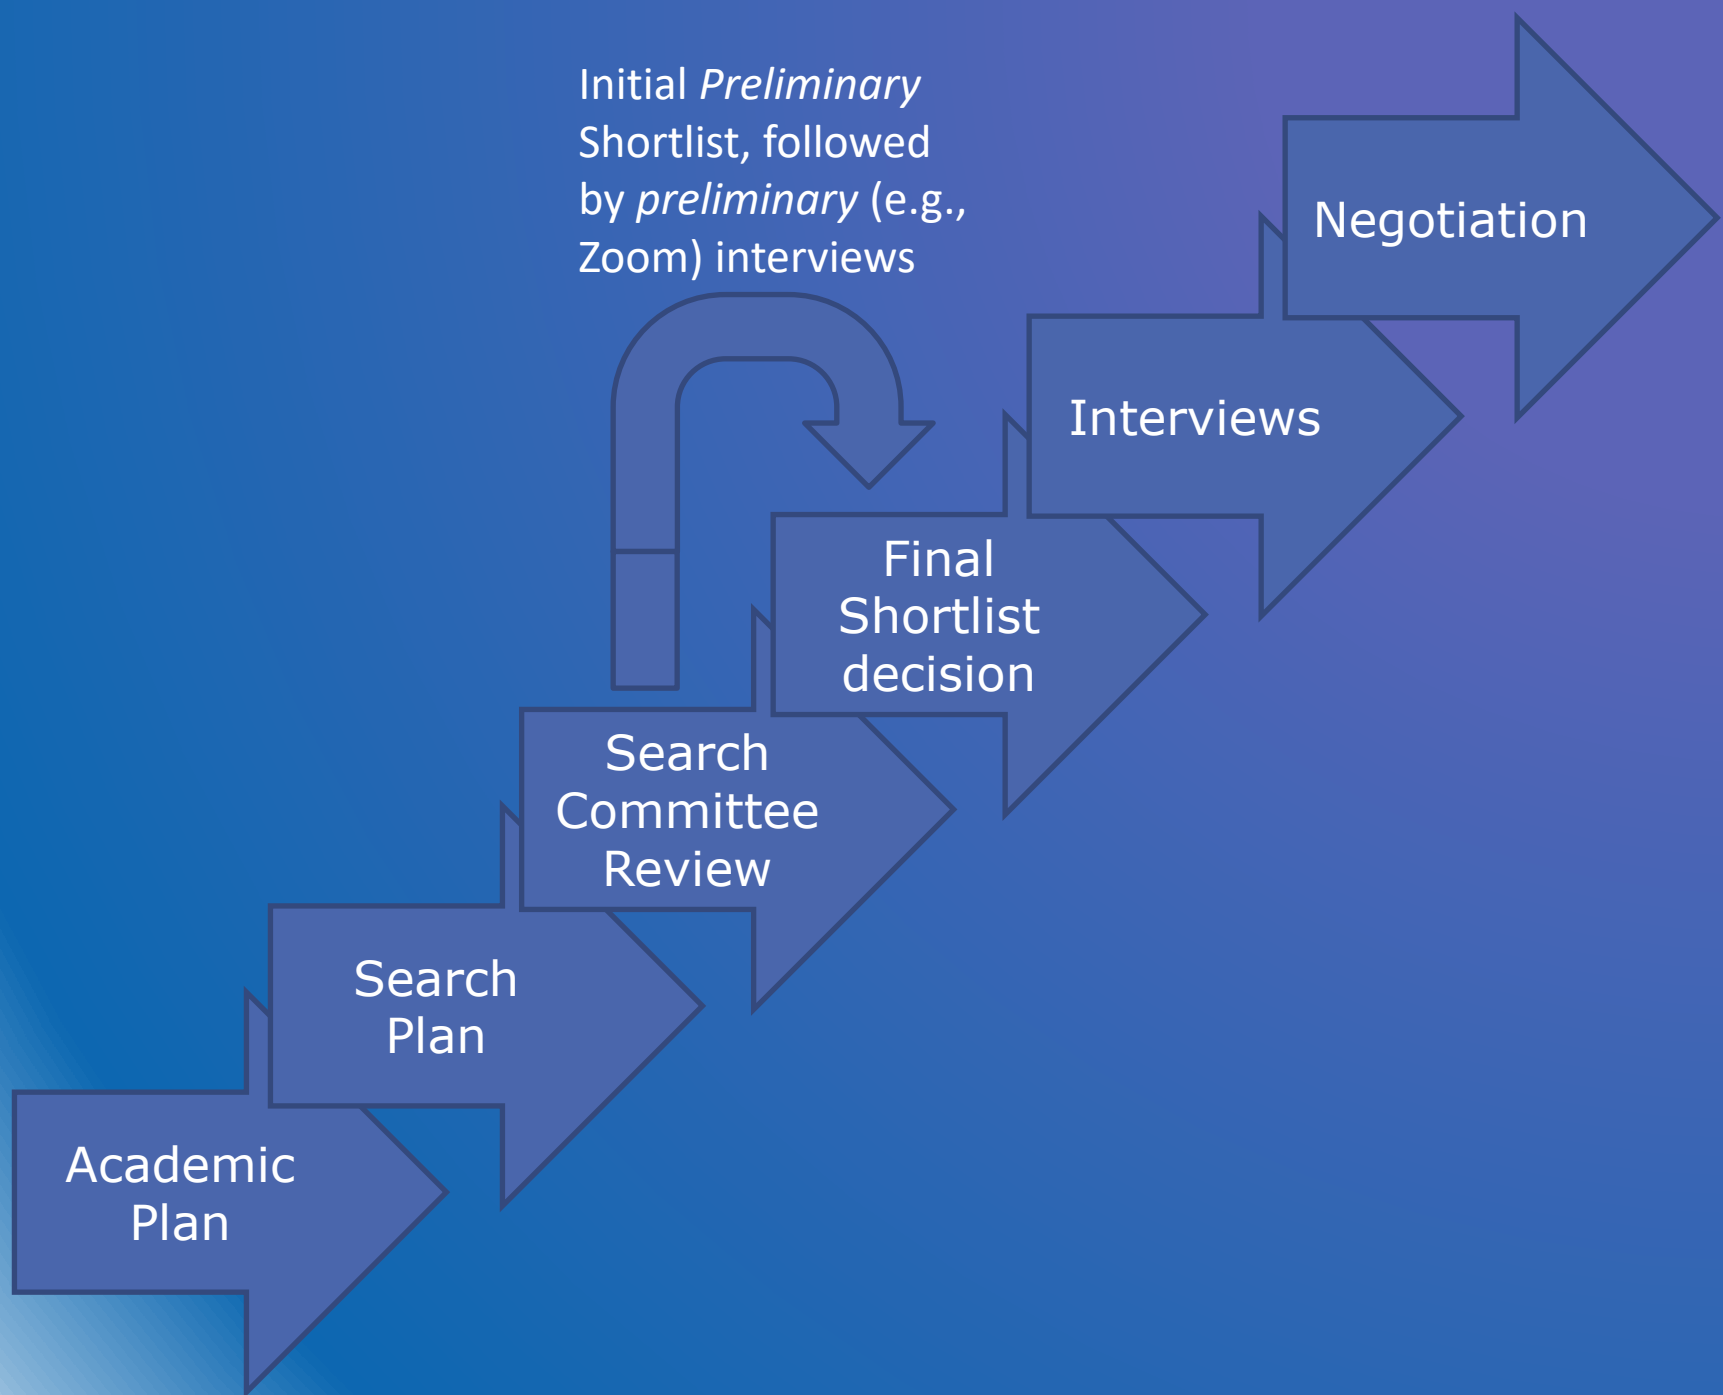 Initial Preliminary
Shortlist, followed
by preliminary (e.g.,
Zoom) interviews
Negotiation
Interviews
Final
Shortlist
decision
Search
Committee
Review
Search
Plan
Academic
Plan